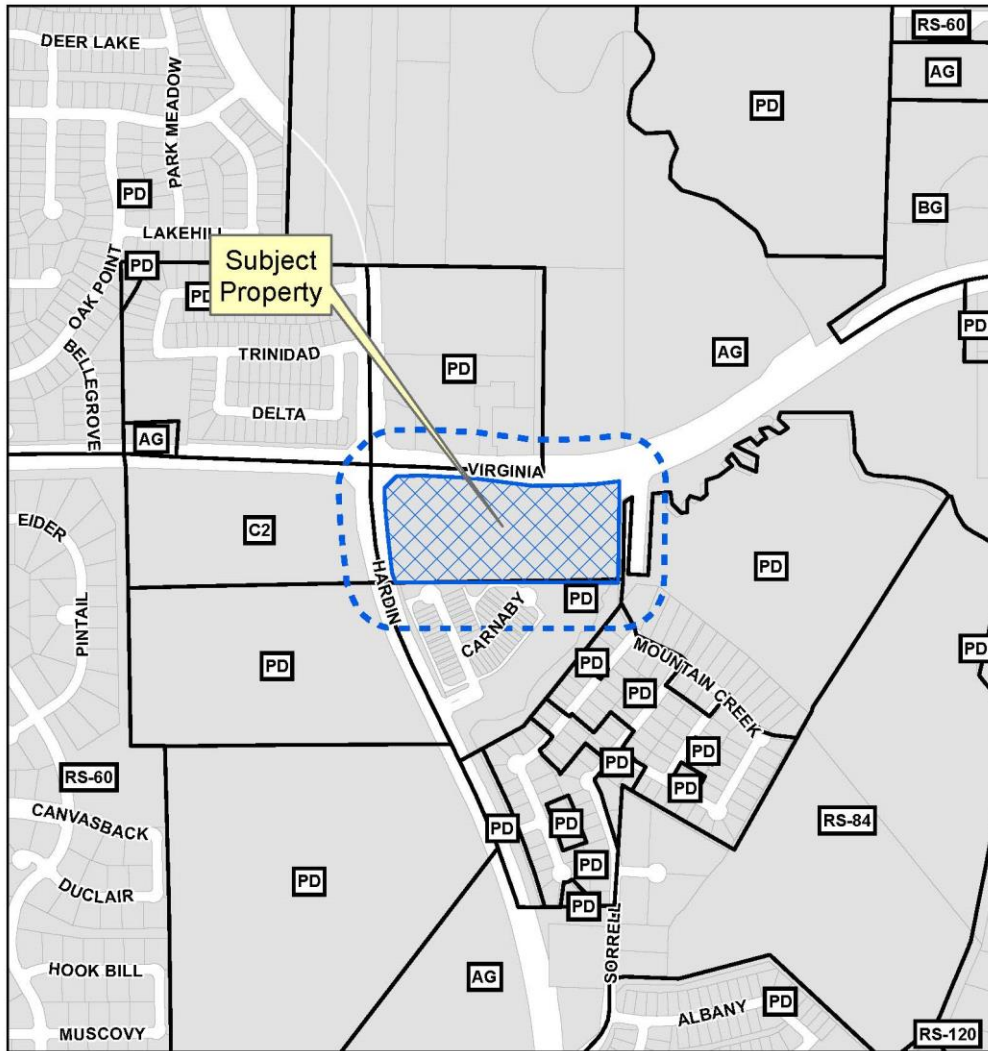 DEER LAKE
PARK MEADOW
RS-60
AG
PD
BG
PD
LAKEHILL
OAK POINT
PD
PD
Subject
Property
TRINIDAD
BELLEGROVE
DELTA
PD
AG
PD
AG
VIRGINIA
EIDER
C2
HARDIN
PD
PINTAIL
CARNABY
PD
PD
MOUNTAIN CREEK
PD
PD
PD
PD
PD
PD
RS-60
CANVASBACK
PD
PD
RS-84
DUCLAIR
PD
PD
PD
HOOK BILL
AG
SORRELL
MUSCOVY
ALBANY
PD
RS-120